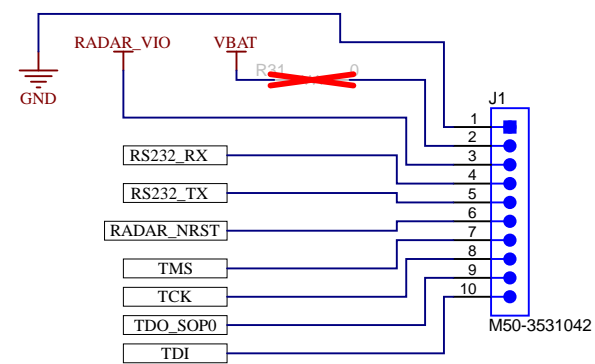 RADAR_VIO
VBAT
R31
0
GND
J1
1
2
3
RS232_RX
4
RS232_TX
5
6
RADAR_NRST
7
8
TMS
9
TCK
10
TDO_SOP0
M50-3531042
TDI